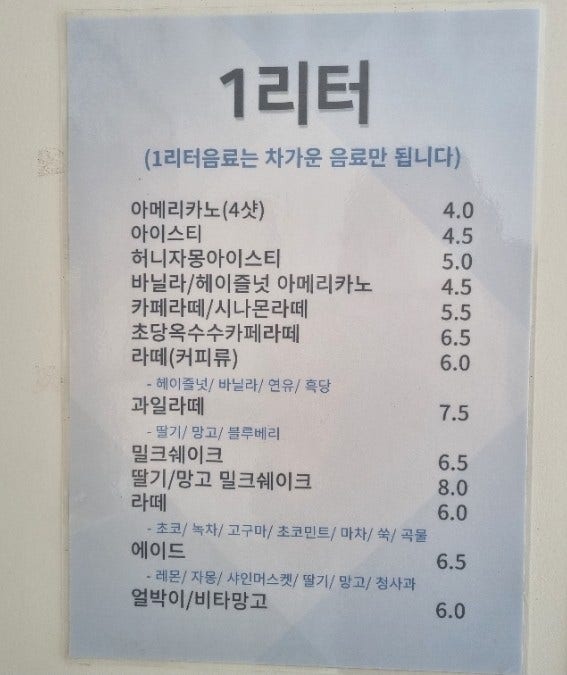 1리터
(1리터음료는 차가운 음료만 됩니다)
아메리카노(4샷) 4.0
아이스티 4.5
허니자몽아이스티 5.0
바닐라/헤이즐넛 아메리카노 4.5
카페라떼/시나몬라떼 5.5
초당옥수수카페라떼 6.5
라떼(커피류) 6.0
- 헤이즐넛/ 바닐라/ 연유/ 흑당
과일라떼 7.5
- 딸기/ 망고/ 블루베리
밀크쉐이크 6.5
딸기/망고 밀크쉐이크 8.0
라떼 6.0
- 초코/ 녹차/ 고구마/ 초코민트/ 마차/ 쑥/ 곡물
에이드 6.5
- 레몬/ 자몽/ 샤인머스켓/ 딸기/ 망고/ 청사과
얼박이/비타망고 6.0